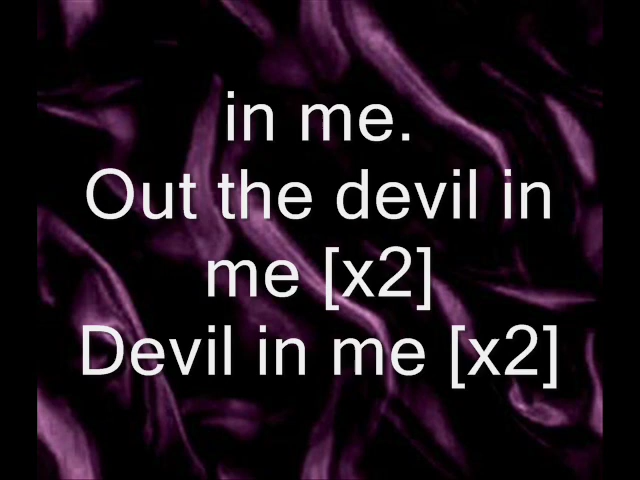 in me.
Out the devil in
me [x2]
Devil in me [x2]